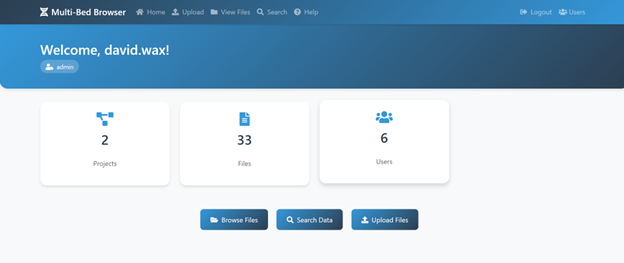 Multi-Bed Browser Home Upload View Files Search Help Logout Users
Welcome, david.wax!
admin
2 33 6
Projects Files Users
Browse Files Search Data Upload Files